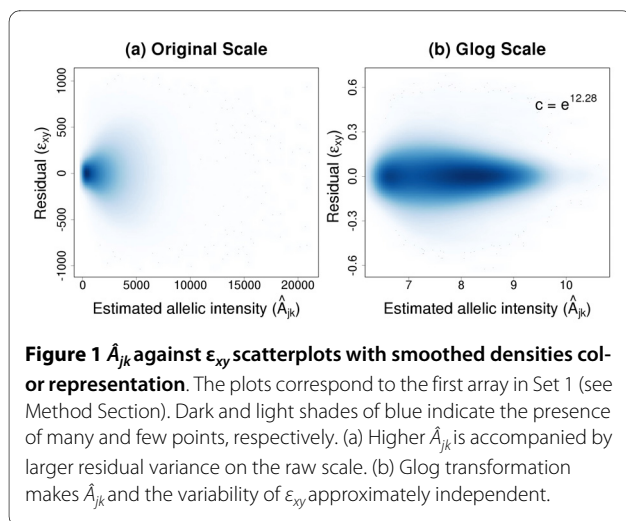 (a) Original Scale
Residual (εxy)
1000
500
0
-500
-1000
0 5000 10000 15000 20000
Estimated allelic intensity (Âjk)
(b) Glog Scale
c = e^12.28
Residual (εxy)
0.6
0.3
0.0
-0.3
-0.6
7 8 9 10
Estimated allelic intensity (Âjk)
Figure 1 Âjk against εxy scatterplots with smoothed densities col-
or representation. The plots correspond to the first array in Set 1 (see
Method Section). Dark and light shades of blue indicate the presence
of many and few points, respectively. (a) Higher Âjk is accompanied by
larger residual variance on the raw scale. (b) Glog transformation
makes Âjk and the variability of εxy approximately independent.